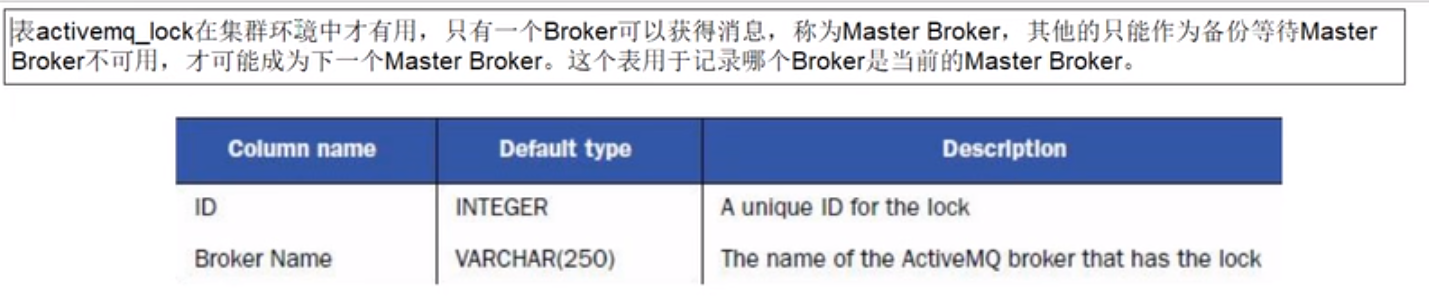 表activemq_lock在集群环境中才有用，只有一个Broker可以获得消息，称为Master Broker，其他的只能作为备份等待Master
Broker不可用，才可能成为下一个Master Broker。这个表用于记录哪个Broker是当前的Master Broker。
Column name Default type Description
ID INTEGER A unique ID for the lock
Broker Name VARCHAR(250) The name of the ActiveMQ broker that has the lock